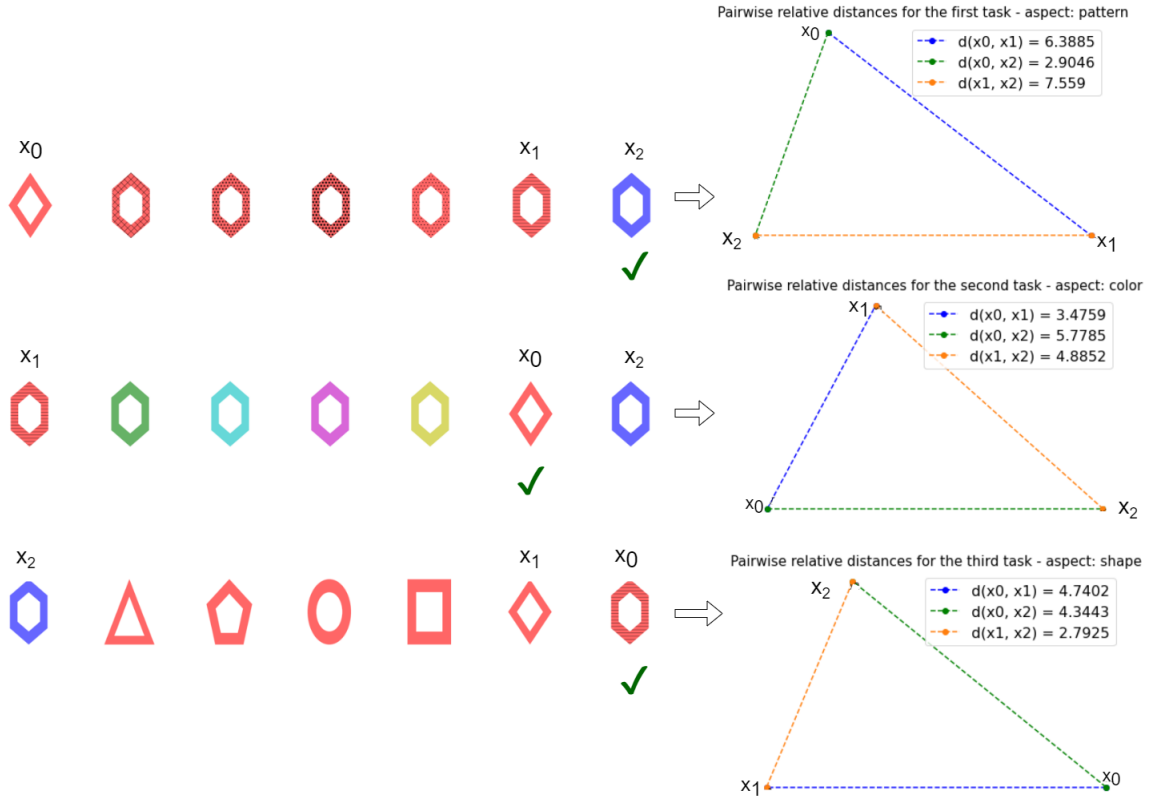 Pairwise relative distances for the first task - aspect: pattern
x0
d(x0, x1) = 6.3885
d(x0, x2) = 2.9046
d(x1, x2) = 7.559
x0
x1
x2
x2
x1
Pairwise relative distances for the second task - aspect: color
x1
d(x0, x1) = 3.4759
d(x0, x2) = 5.7785
d(x1, x2) = 4.8852
x1
x0
x2
x0
x2
Pairwise relative distances for the third task - aspect: shape
x2
x1
x0
x2
d(x0, x1) = 4.7402
d(x0, x2) = 4.3443
d(x1, x2) = 2.7925
x1
x0